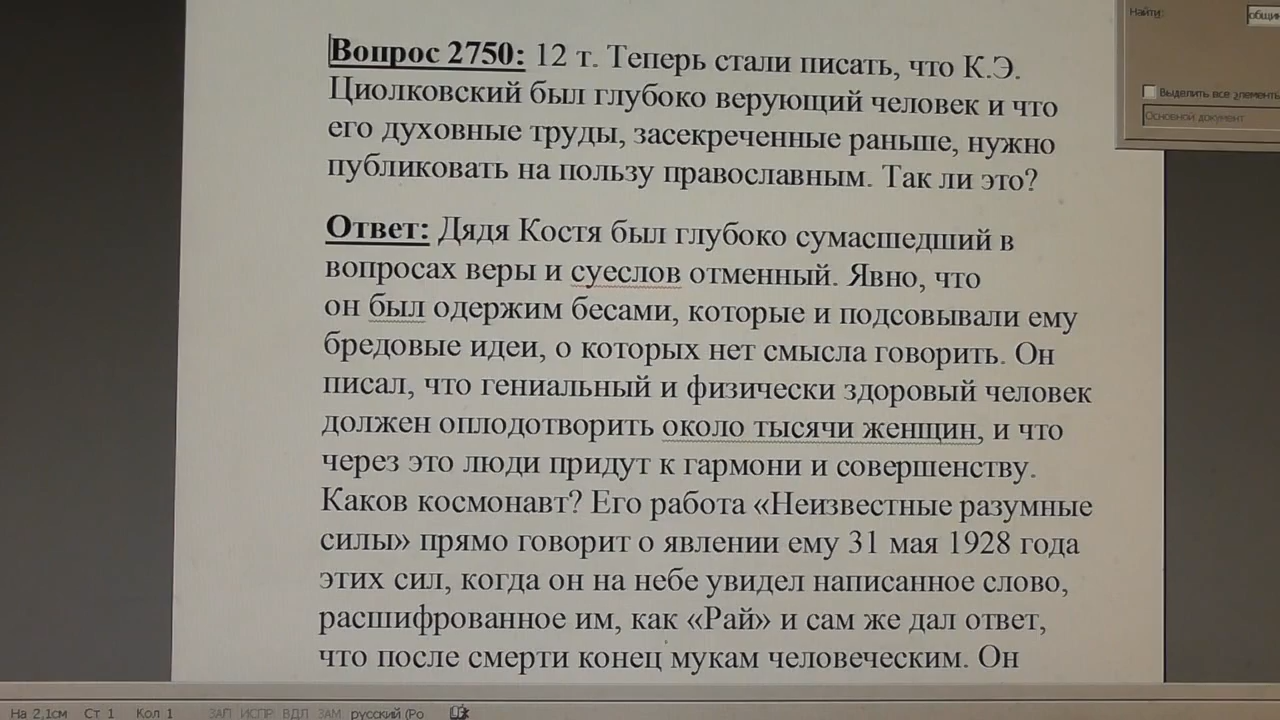 Найти:
общин
Выделить все элементы
Основной документ
Вопрос 2750: 12 т. Теперь стали писать, что К.Э.
Циолковский был глубоко верующий человек и что
его духовные труды, засекреченные раньше, нужно
публиковать на пользу православным. Так ли это?
Ответ: Дядя Костя был глубоко сумасшедший в
вопросах веры и суеслов отменный. Явно, что
он был одержим бесами, которые и подсовывали ему
бредовые идеи, о которых нет смысла говорить. Он
писал, что гениальный и физически здоровый человек
должен оплодотворить около тысячи женщин, и что
через это люди придут к гармони и совершенству.
Каков космонавт? Его работа «Неизвестные разумные
силы» прямо говорит о явлении ему 31 мая 1928 года
этих сил, когда он на небе увидел написанное слово,
расшифрованное им, как «Рай» и сам же дал ответ,
что после смерти конец мукам человеческим. Он
На 2,1см Ст 1 Кол 1 ЗАП ИСПР ВДЛ ЗАМ русский (Ро